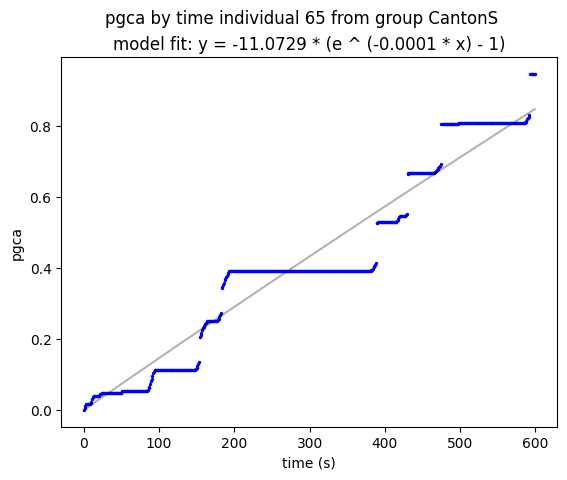 pgca by time individual 65 from group CantonS
model fit: y = -11.0729 * (e ^ (-0.0001 * x) - 1)
0.8
0.6
0.4
0.2
0.0
pgca
0 100 200 300 400 500 600
time (s)